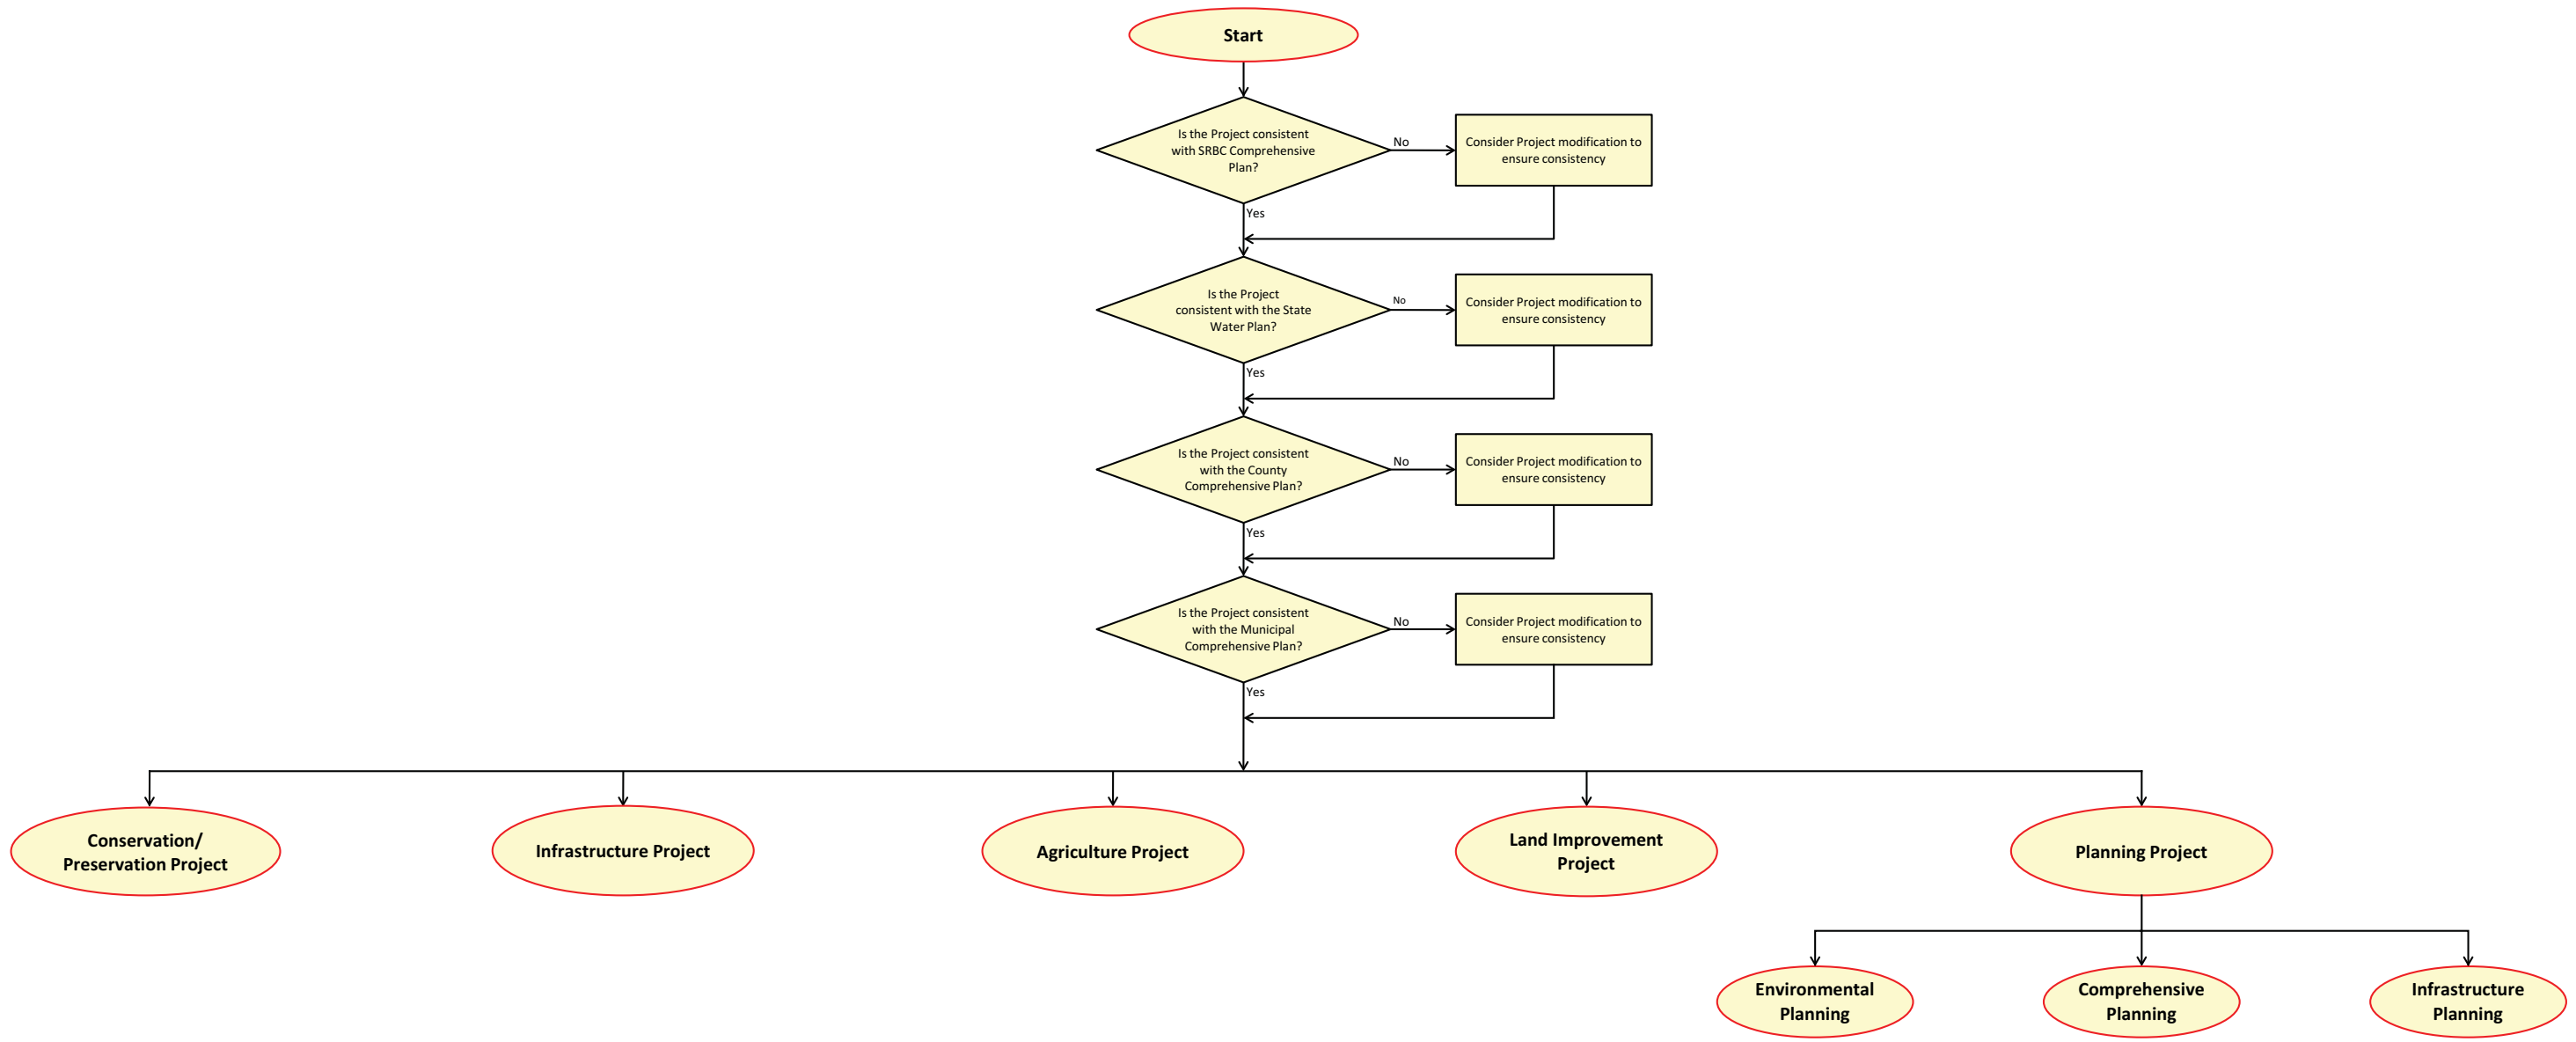 Start
Is the Project consistent
with SRBC Comprehensive
Plan?
No
Consider Project modification to
ensure consistency
Yes
Is the Project
consistent with the State
Water Plan?
No
Consider Project modification to
ensure consistency
Yes
Is the Project consistent
with the County
Comprehensive Plan?
No
Consider Project modification to
ensure consistency
Yes
Is the Project consistent
with the Municipal
Comprehensive Plan?
No
Consider Project modification to
ensure consistency
Yes
Conservation/
Preservation Project
Infrastructure Project
Agriculture Project
Land Improvement
Project
Planning Project
Environmental
Planning
Comprehensive
Planning
Infrastructure
Planning